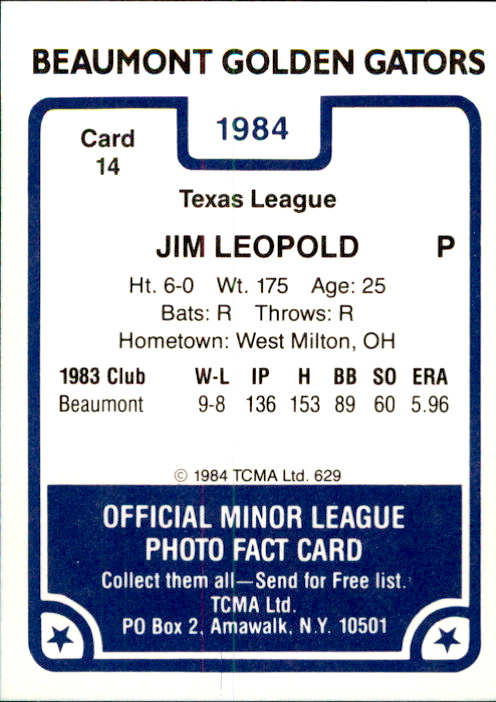 BEAUMONT GOLDEN GATORS
Card
14
1984
Texas League
JIM LEOPOLD P
Ht. 6-0 Wt. 175 Age: 25
Bats: R Throws: R
Hometown: West Milton, OH
1983 Club W-L IP H BB SO ERA
Beaumont 9-8 136 153 89 60 5.96
© 1984 TCMA Ltd. 629
OFFICIAL MINOR LEAGUE
PHOTO FACT CARD
Collect them all—Send for Free list.
TCMA Ltd.
PO Box 2, Amawalk, N.Y. 10501